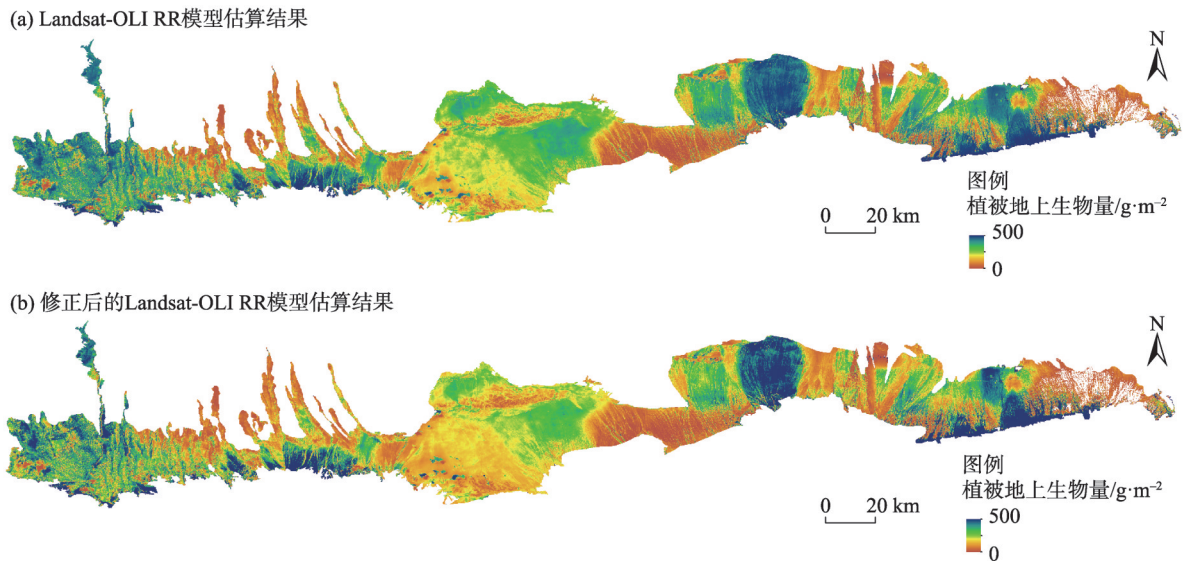 (a) Landsat-OLI RR模型估算结果
N
图例
植被地上生物量/g·m⁻²
500
0
0 20 km
(b) 修正后的Landsat-OLI RR模型估算结果
N
图例
植被地上生物量/g·m⁻²
500
0
0 20 km